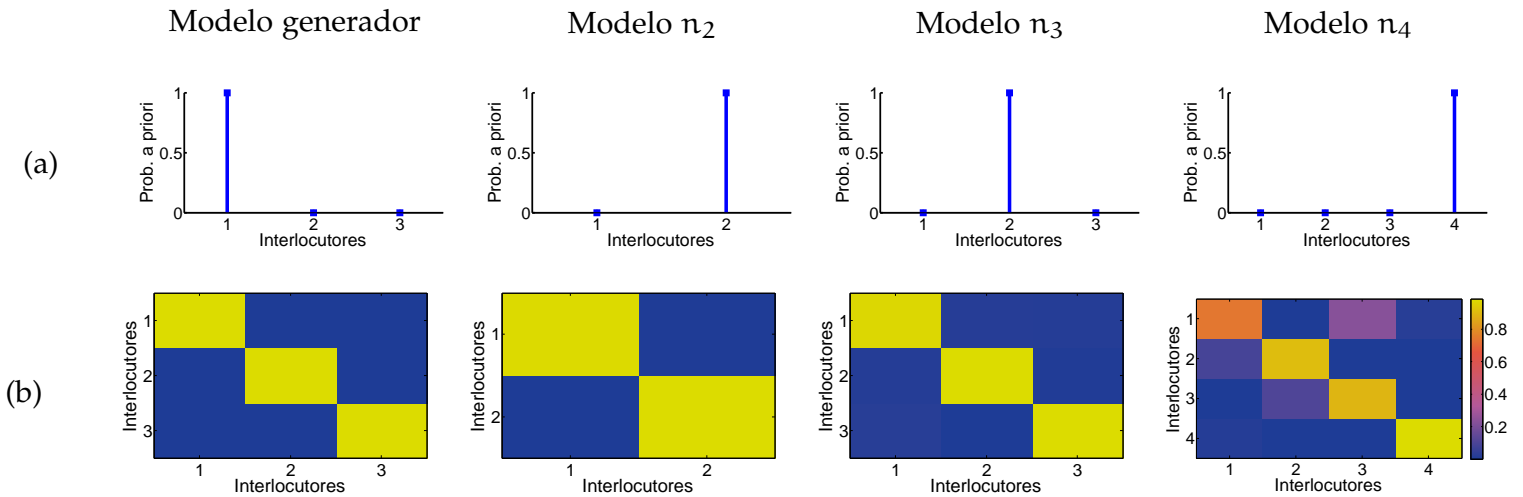 Modelo generador
Modelo n₂
Modelo n₃
Modelo n₄
(a)
Prob. a priori
1
0.5
0
1 2 3
Interlocutores
Prob. a priori
1
0.5
0
1 2
Interlocutores
Prob. a priori
1
0.5
0
1 2 3
Interlocutores
Prob. a priori
1
0.5
0
1 2 3 4
Interlocutores
(b)
Interlocutores
1
2
3
1 2 3
Interlocutores
Interlocutores
1
2
1 2
Interlocutores
Interlocutores
1
2
3
1 2 3
Interlocutores
Interlocutores
1
2
3
4
1 2 3 4
Interlocutores
0.8
0.6
0.4
0.2